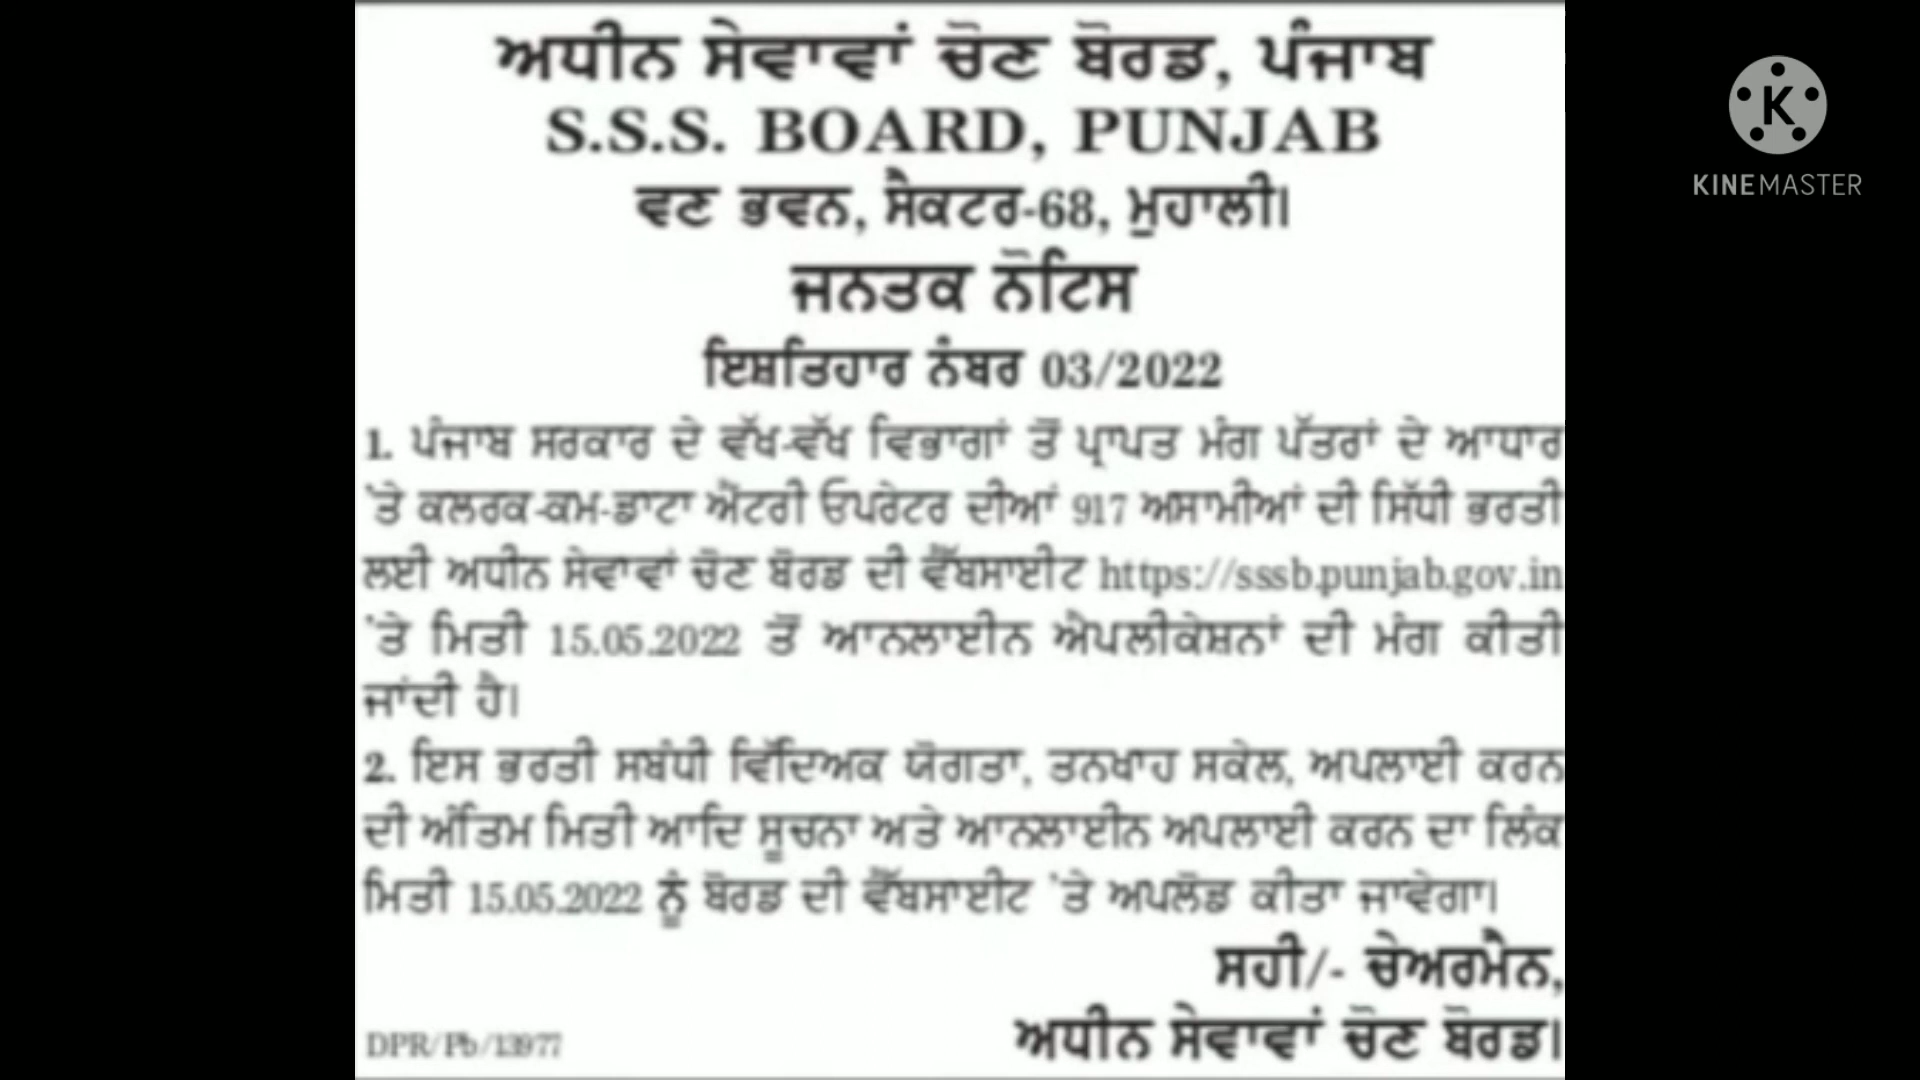 ਅਧੀਨ ਸੇਵਾਵਾਂ ਚੋਣ ਬੋਰਡ, ਪੰਜਾਬ
S.S.S. BOARD, PUNJAB
ਵਣ ਭਵਨ, ਸੈਕਟਰ-68, ਮੁਹਾਲੀ।
ਜਨਤਕ ਨੋਟਿਸ
ਇਸ਼ਤਿਹਾਰ ਨੰਬਰ 03/2022
1. ਪੰਜਾਬ ਸਰਕਾਰ ਦੇ ਵੱਖ-ਵੱਖ ਵਿਭਾਗਾਂ ਤੋਂ ਪ੍ਰਾਪਤ ਮੰਗ ਪੱਤਰਾਂ ਦੇ ਆਧਾਰ
'ਤੇ ਕਲਰਕ-ਕਮ-ਡਾਟਾ ਐਂਟਰੀ ਓਪਰੇਟਰ ਦੀਆਂ 917 ਅਸਾਮੀਆਂ ਦੀ ਸਿੱਧੀ ਭਰਤੀ
ਲਈ ਅਧੀਨ ਸੇਵਾਵਾਂ ਚੋਣ ਬੋਰਡ ਦੀ ਵੈੱਬਸਾਈਟ https://sssb.punjab.gov.in
'ਤੇ ਮਿਤੀ 15.05.2022 ਤੋਂ ਆਨਲਾਈਨ ਐਪਲੀਕੇਸ਼ਨਾਂ ਦੀ ਮੰਗ ਕੀਤੀ
ਜਾਂਦੀ ਹੈ।
2. ਇਸ ਭਰਤੀ ਸਬੰਧੀ ਵਿੱਦਿਅਕ ਯੋਗਤਾ, ਤਨਖਾਹ ਸਕੇਲ, ਅਪਲਾਈ ਕਰਨ
ਦੀ ਅੰਤਿਮ ਮਿਤੀ ਆਦਿ ਸੂਚਨਾ ਅਤੇ ਆਨਲਾਈਨ ਅਪਲਾਈ ਕਰਨ ਦਾ ਲਿੰਕ
ਮਿਤੀ 15.05.2022 ਨੂੰ ਬੋਰਡ ਦੀ ਵੈੱਬਸਾਈਟ 'ਤੇ ਅਪਲੋਡ ਕੀਤਾ ਜਾਵੇਗਾ।
ਸਹੀ/- ਚੇਅਰਮੈਨ,
DPR/Pb/13977 ਅਧੀਨ ਸੇਵਾਵਾਂ ਚੋਣ ਬੋਰਡ।
KINEMASTER